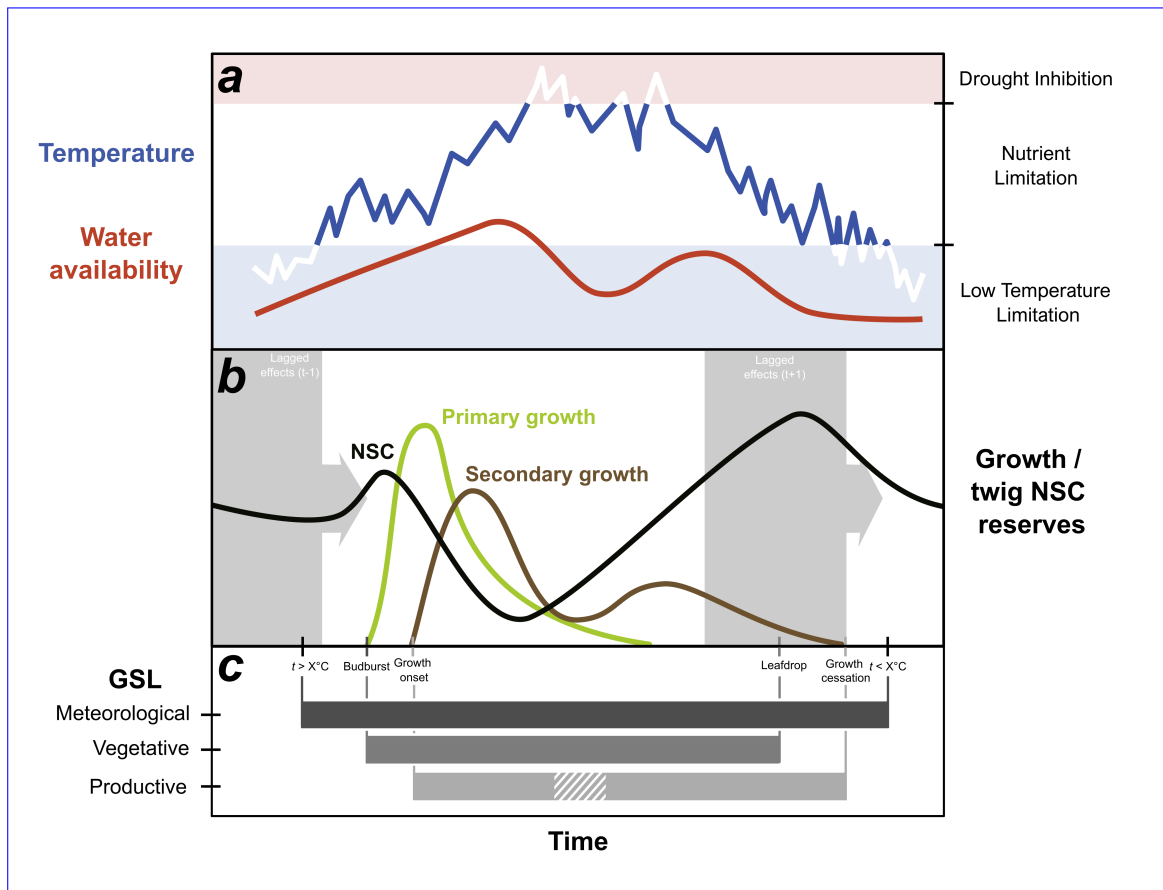 a
Drought Inhibition
Temperature
Nutrient
Limitation
Water
availability
Low Temperature
Limitation
b
Lagged
effects (t-1)
Lagged
effects (t+1)
Primary growth
NSC
Secondary growth
Growth /
twig NSC
reserves
c
t > X°C
Budburst
Growth
onset
Leafdrop
Growth
cessation
t < X°C
GSL
Meteorological
Vegetative
Productive
Time